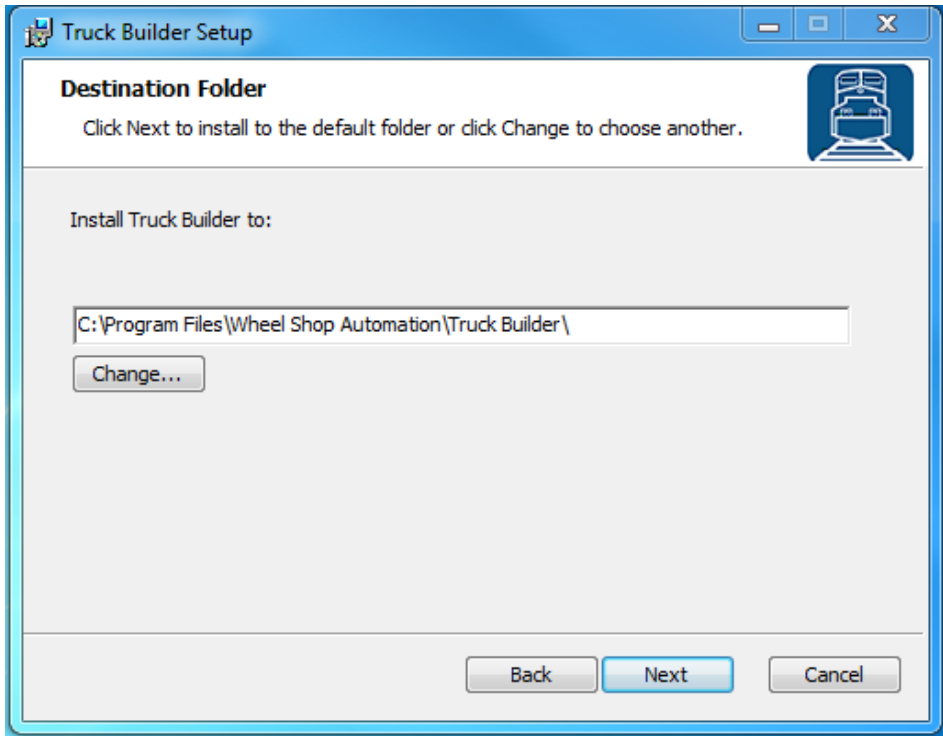 Truck Builder Setup
Destination Folder
Click Next to install to the default folder or click Change to choose another.
Install Truck Builder to:
C:\Program Files\Wheel Shop Automation\Truck Builder\
Change...
Back Next Cancel